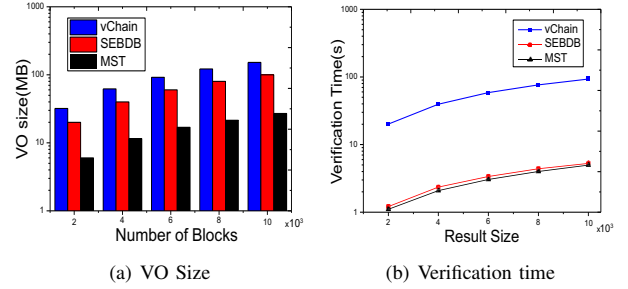 1000
100
10
1
VO size(MB)
vChain
SEBDB
MST
2 4 6 8 10
×10³
Number of Blocks
(a) VO Size
1000
100
10
1
Verification Time(s)
vChain
SEBDB
MST
2 4 6 8 10
×10³
Result Size
(b) Verification time